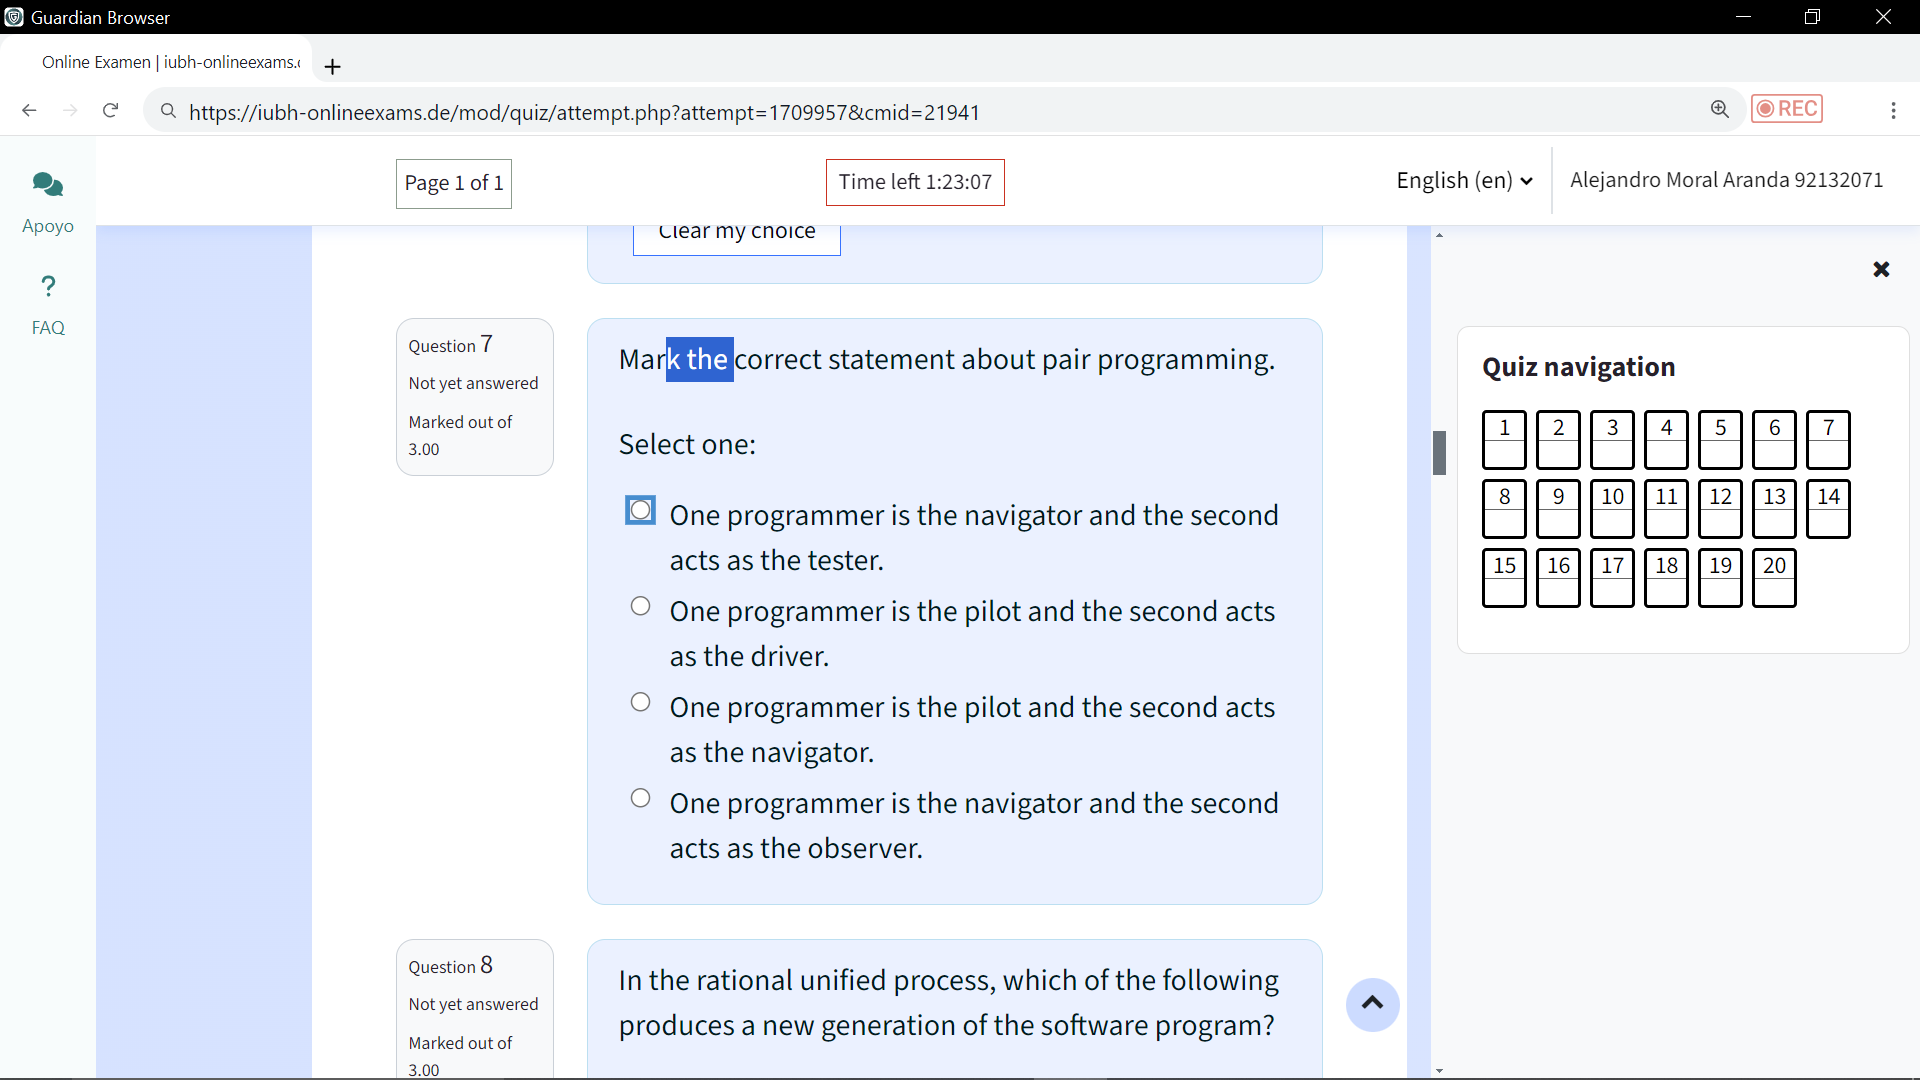 Guardian Browser
Online Examen | iubh-onlineexams.
https://iubh-onlineexams.de/mod/quiz/attempt.php?attempt=1709957&cmid=21941
REC
Page 1 of 1
Time left 1:23:07
English (en)
Alejandro Moral Aranda 92132071
Apoyo
?
FAQ
Clear my choice
Question 7
Not yet answered
Marked out of
3.00
Mark the correct statement about pair programming.
Select one:
One programmer is the navigator and the second
acts as the tester.
One programmer is the pilot and the second acts
as the driver.
One programmer is the pilot and the second acts
as the navigator.
One programmer is the navigator and the second
acts as the observer.
Question 8
Not yet answered
Marked out of
3.00
In the rational unified process, which of the following
produces a new generation of the software program?
Quiz navigation
1 2 3 4 5 6 7
8 9 10 11 12 13 14
15 16 17 18 19 20